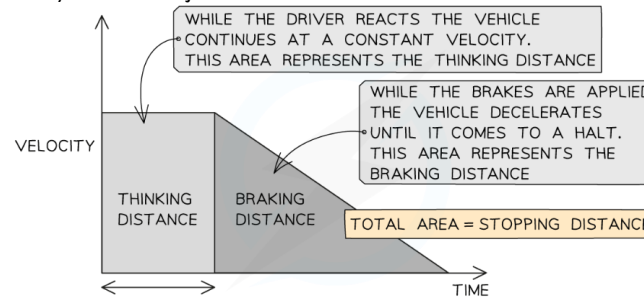 WHILE THE DRIVER REACTS THE VEHICLE
CONTINUES AT A CONSTANT VELOCITY.
THIS AREA REPRESENTS THE THINKING DISTANCE
WHILE THE BRAKES ARE APPLIED
THE VEHICLE DECELERATES
UNTIL IT COMES TO A HALT.
THIS AREA REPRESENTS THE
BRAKING DISTANCE
VELOCITY
THINKING
DISTANCE
BRAKING
DISTANCE
TOTAL AREA = STOPPING DISTANCE
TIME